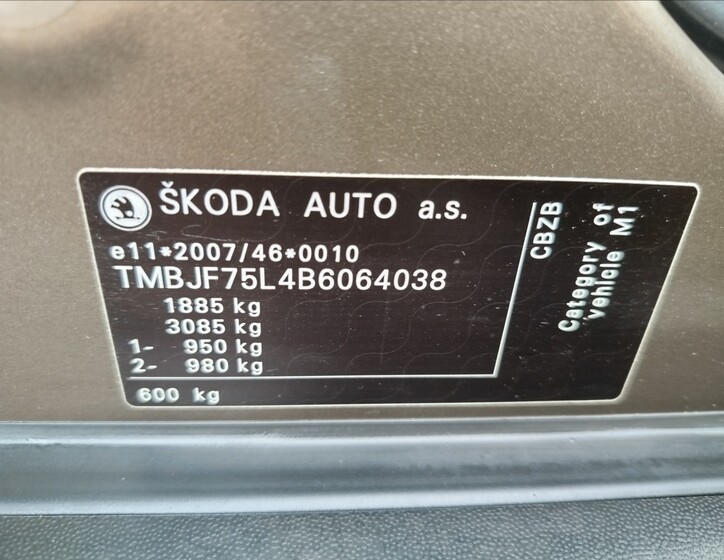 ŠKODA AUTO a.s.
e11*2007/46*0010
TMBJF75L4B6064038
1885 kg
3085 kg
1- 950 kg
2- 980 kg
600 kg
CBZB
Category of
vehicle M1